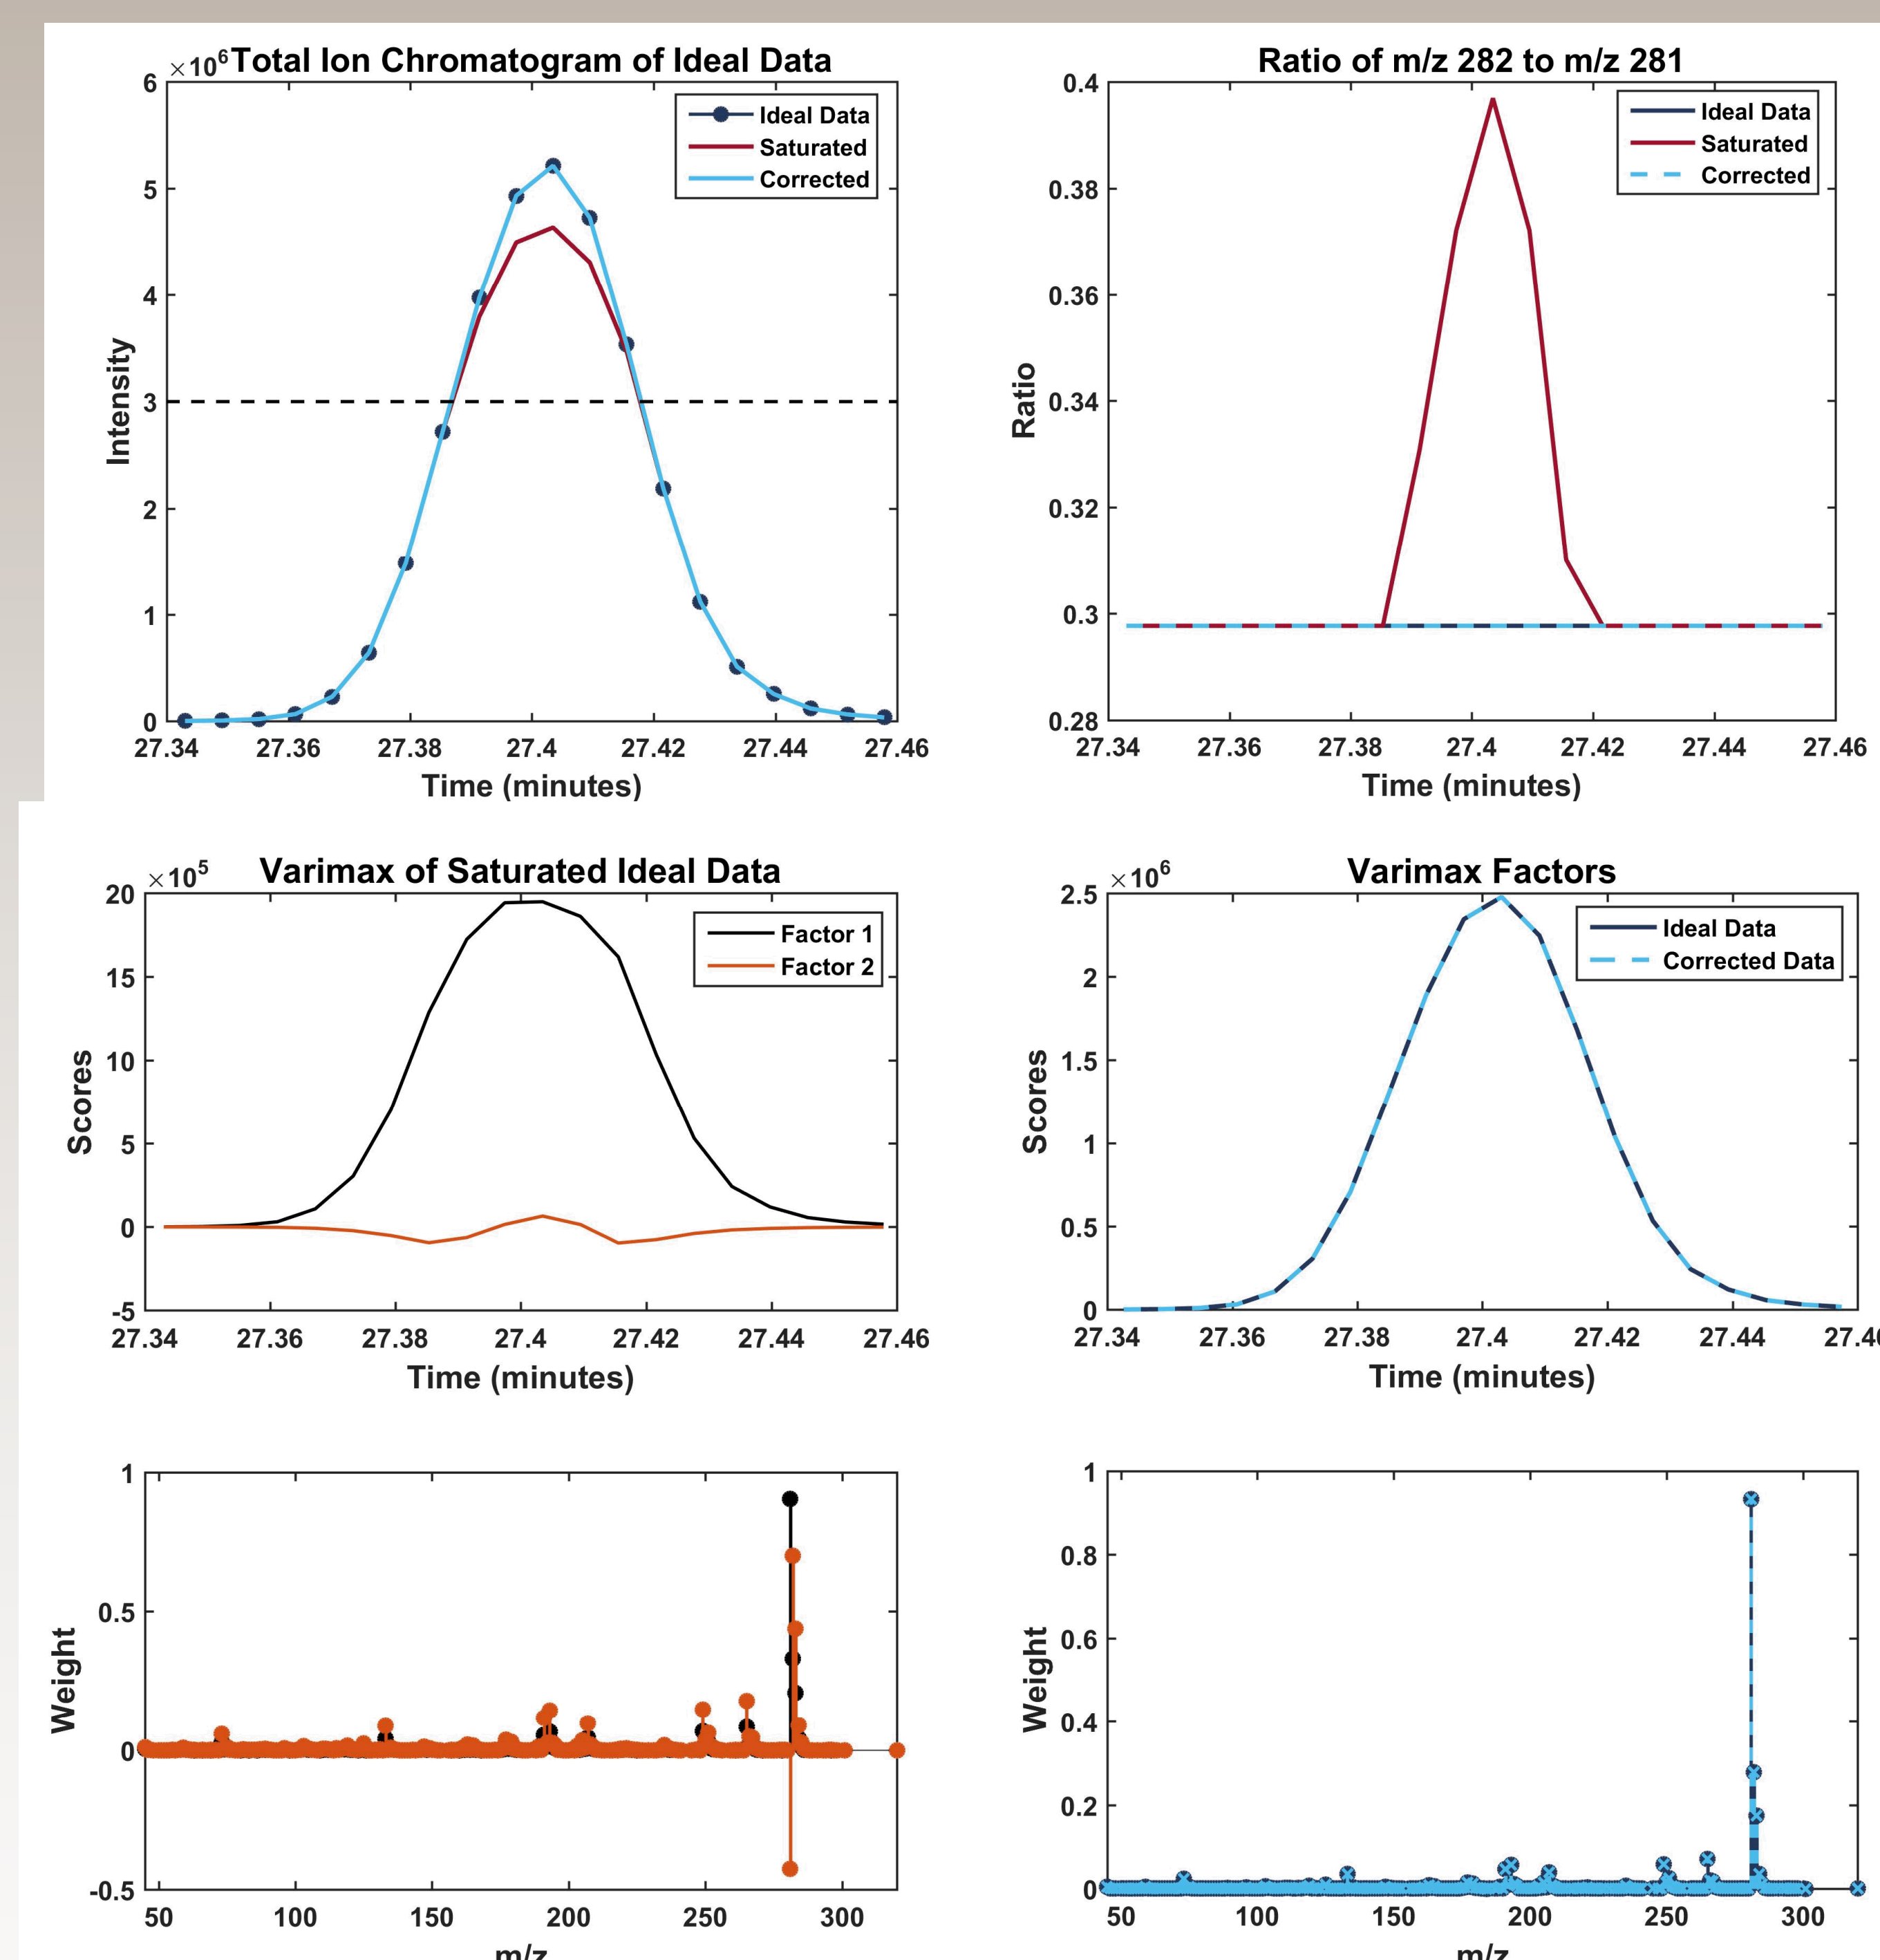 ×10⁶ Total Ion Chromatogram of Ideal Data
6
5
4
3
2
1
0
Intensity
Ideal Data
Saturated
Corrected
27.34 27.36 27.38 27.4 27.42 27.44 27.46
Time (minutes)
Ratio of m/z 282 to m/z 281
0.4
0.38
0.36
0.34
0.32
0.3
0.28
Ratio
Ideal Data
Saturated
Corrected
27.34 27.36 27.38 27.4 27.42 27.44 27.46
Time (minutes)
×10⁵ Varimax of Saturated Ideal Data
20
15
10
5
0
-5
Scores
Factor 1
Factor 2
27.34 27.36 27.38 27.4 27.42 27.44 27.46
Time (minutes)
×10⁶ Varimax Factors
2.5
2
1.5
1
0.5
0
Scores
Ideal Data
Corrected Data
27.34 27.36 27.38 27.4 27.42 27.44
Time (minutes)
1
0.5
0
-0.5
Weight
50 100 150 200 250 300
m/z
1
0.8
0.6
0.4
0.2
0
Weight
50 100 150 200 250 300
m/z